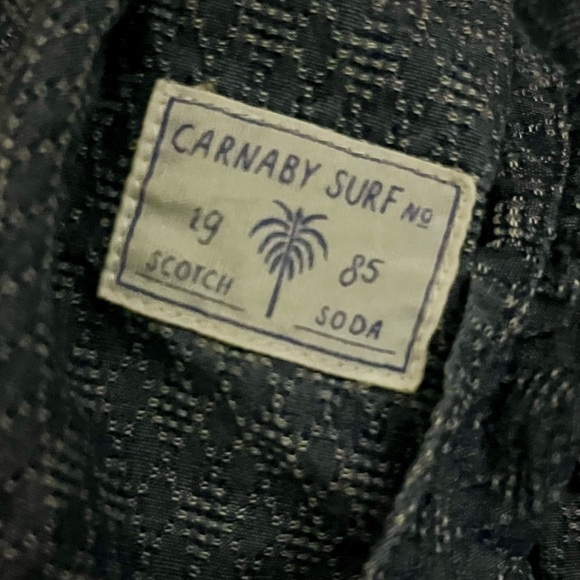 CARNABY SURF Nº
19 85
SCOTCH SODA